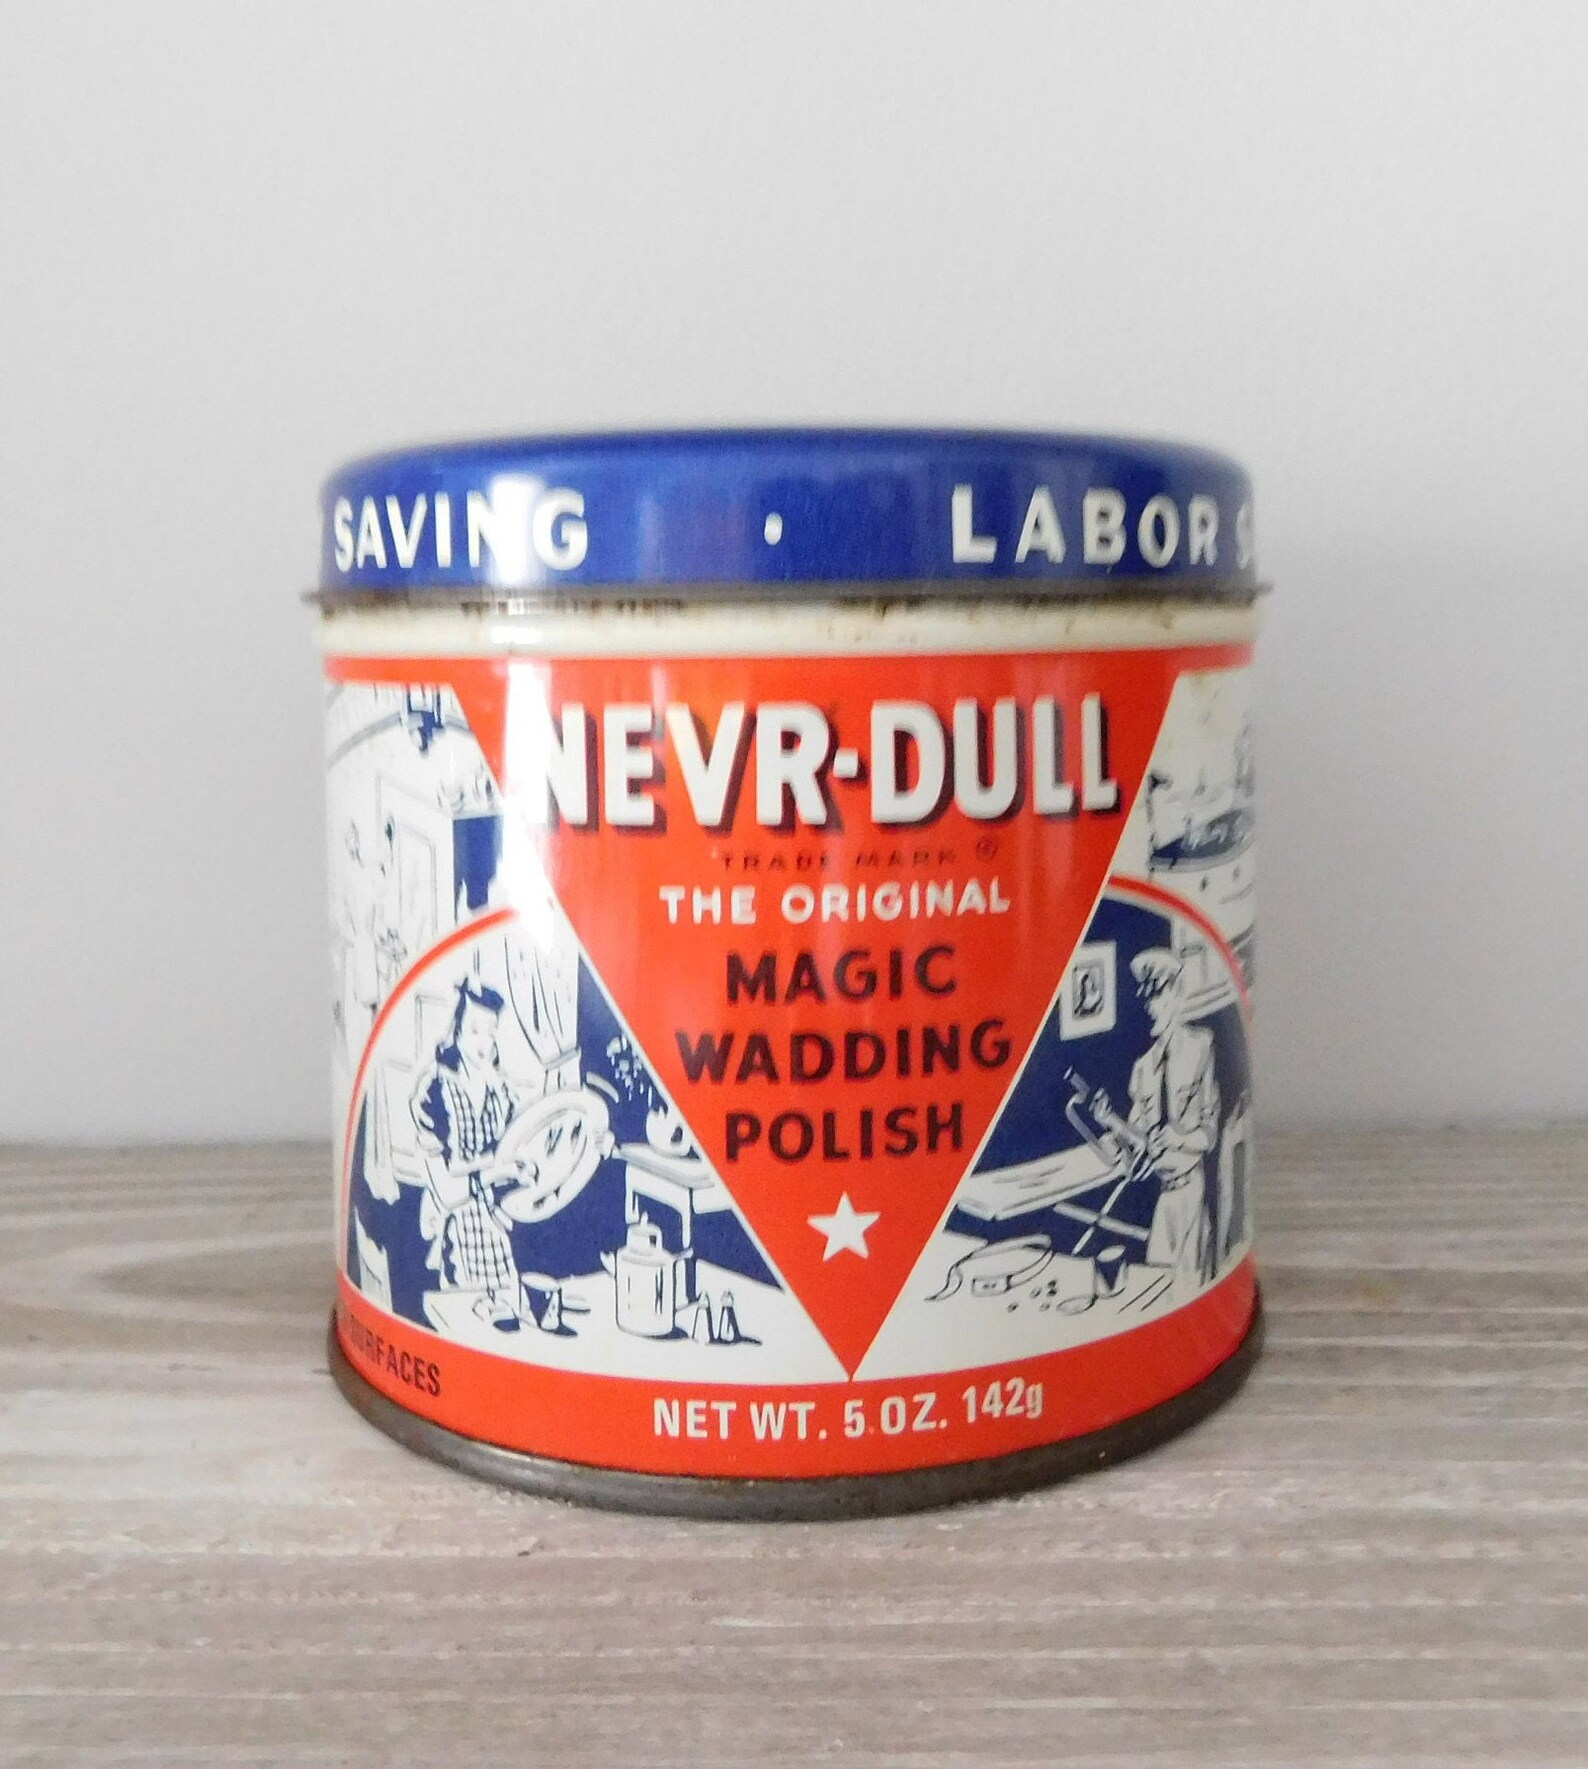 SAVING • LABOR
NEVR-DULL
TRADE MARK ®
THE ORIGINAL
MAGIC
WADDING
POLISH
SURFACES
NET WT. 5 OZ. 142g